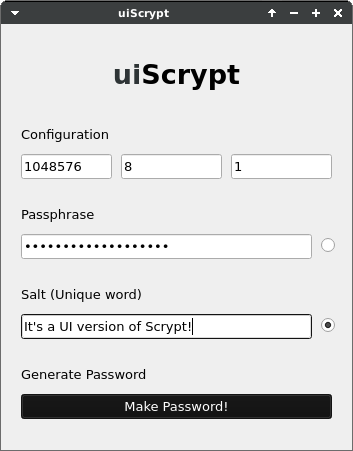 uiScrypt
uiScrypt
Configuration
1048576 8 1
Passphrase
•••••••••••••••••••
Salt (Unique word)
It's a UI version of Scrypt!
Generate Password
Make Password!